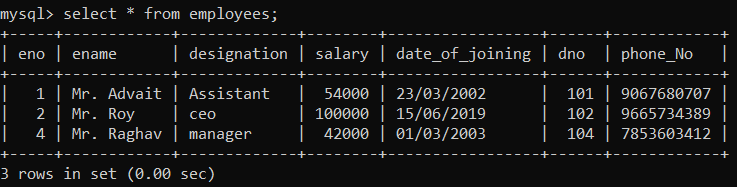 mysql> select * from employees;
+-----+------------+-------------+--------+-----------------+------+------------+
| eno | ename      | designation | salary | date_of_joining | dno  | phone_No   |
+-----+------------+-------------+--------+-----------------+------+------------+
|   1 | Mr. Advait | Assistant   |  54000 | 23/03/2002      |  101 | 9067680707 |
|   2 | Mr. Roy    | ceo         | 100000 | 15/06/2019      |  102 | 9665734389 |
|   4 | Mr. Raghav | manager     |  42000 | 01/03/2003      |  104 | 7853603412 |
+-----+------------+-------------+--------+-----------------+------+------------+
3 rows in set (0.00 sec)